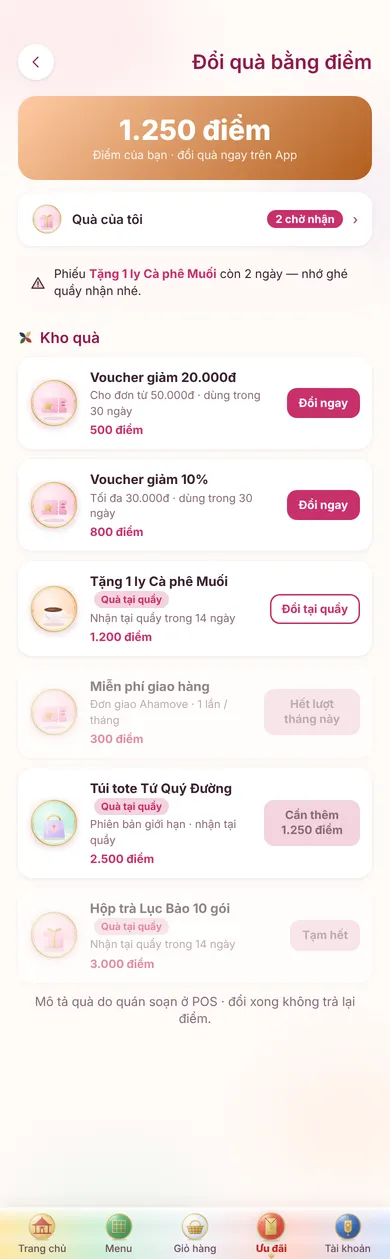 Đổi quà bằng điểm
1.250 điểm
Điểm của bạn · đổi quà ngay trên App
Quà của tôi
2 chờ nhận
Phiếu Tặng 1 ly Cà phê Muối còn 2 ngày — nhớ ghé
quầy nhận nhé.
Kho quà
Voucher giảm 20.000đ
Cho đơn từ 50.000đ · dùng trong
30 ngày
500 điểm
Đổi ngay
Voucher giảm 10%
Tối đa 30.000đ · dùng trong 30
ngày
800 điểm
Đổi ngay
Tặng 1 ly Cà phê Muối
Quà tại quầy
Nhận tại quầy trong 14 ngày
1.200 điểm
Đổi tại quầy
Miễn phí giao hàng
Đơn giao Ahamove · 1 lần /
tháng
300 điểm
Hết lượt
tháng này
Túi tote Tứ Quý Đường
Quà tại quầy
Phiên bản giới hạn · nhận tại
quầy
2.500 điểm
Cần thêm
1.250 điểm
Hộp trà Lục Bảo 10 gói
Quà tại quầy
Nhận tại quầy trong 14 ngày
3.000 điểm
Tạm hết
Mô tả quà do quán soạn ở POS · đổi xong không trả lại
điểm.
Trang chủ
Menu
Giỏ hàng
Ưu đãi
Tài khoản